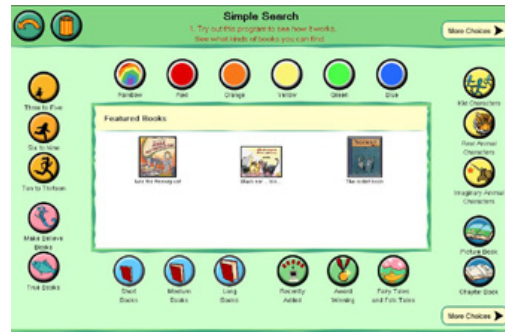 Simple Search
1. Try out this program to see how it works.
See what kinds of books you can find.
More Choices
Rainbow
Red
Orange
Yellow
Green
Blue
Three to Five
Six to Nine
Ten to Thirteen
Make Believe
Books
True Books
Featured Books
Kid Characters
Real Animal
Characters
Imaginary Animal
Characters
Picture Book
Chapter Book
Short
Books
Medium
Books
Long
Books
Recently
Added
Award
Winning
Fairy Tales
and Folk Tales
More Choices